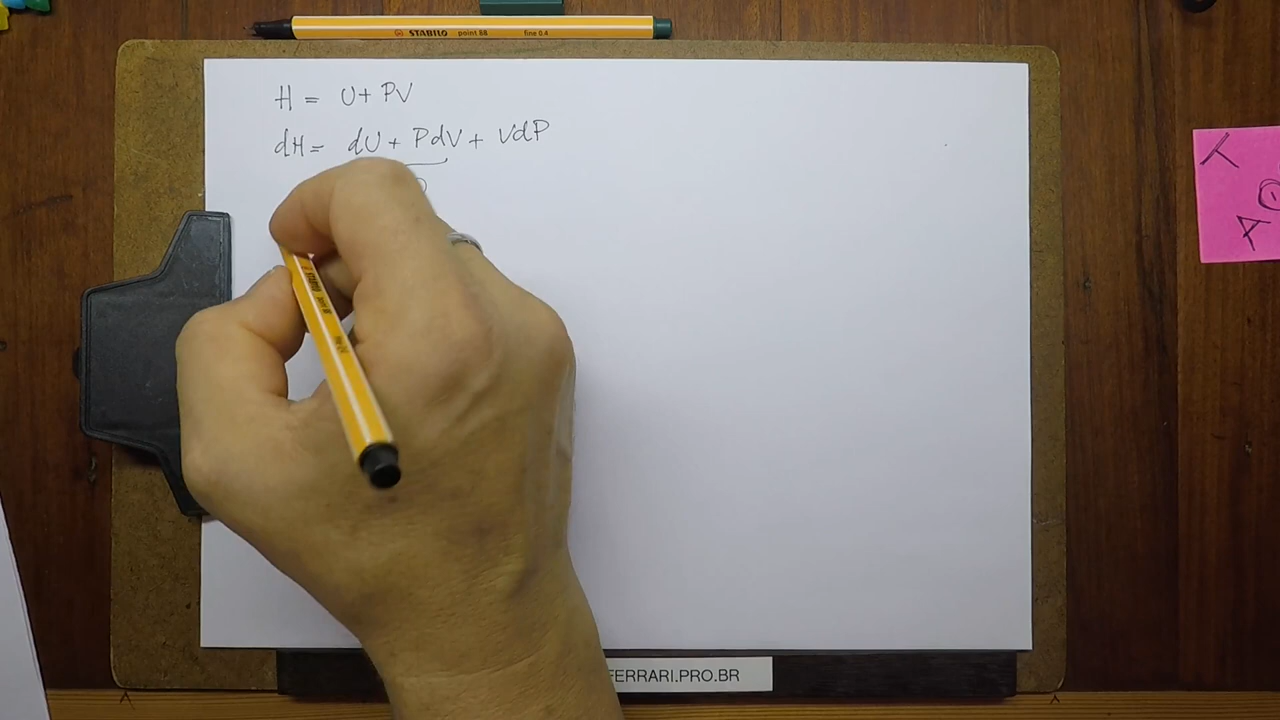 STABILO point 88 fine 0.4
H = U + PV
dH = dU + PdV + VdP
T
A
FERRARI.PRO.BR